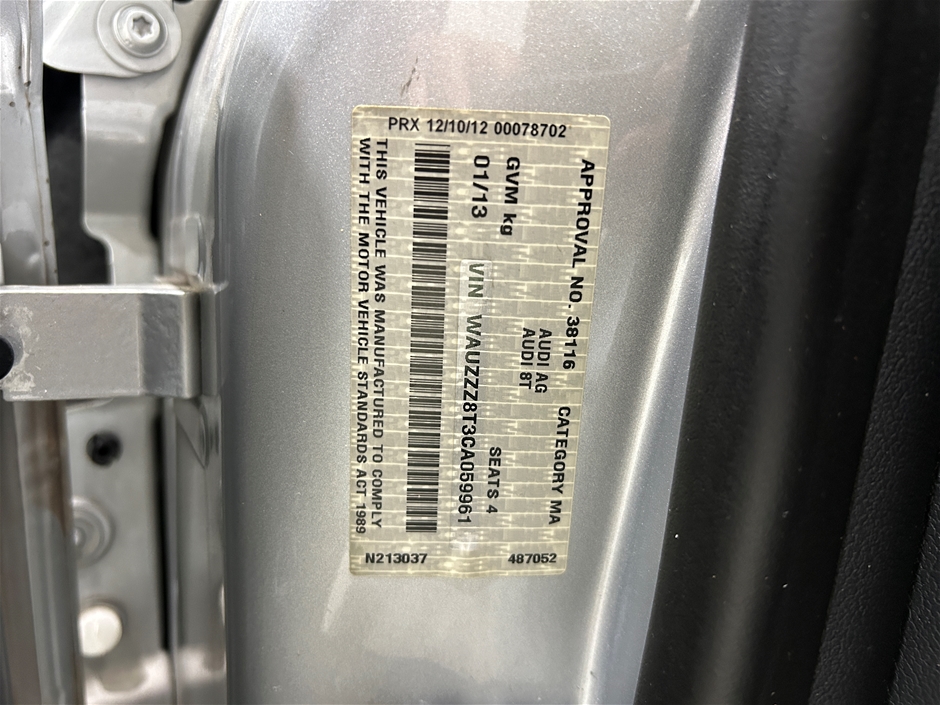 PRX 12/10/12 00078702
APPROVAL NO. 38116 CATEGORY MA
AUDI AG
AUDI 8T
GVM kg
01/13
SEATS 4
VIN WAUZZZ8T3CA059961
THIS VEHICLE WAS MANUFACTURED TO COMPLY
WITH THE MOTOR VEHICLE STANDARDS ACT 1989
N213037 487052